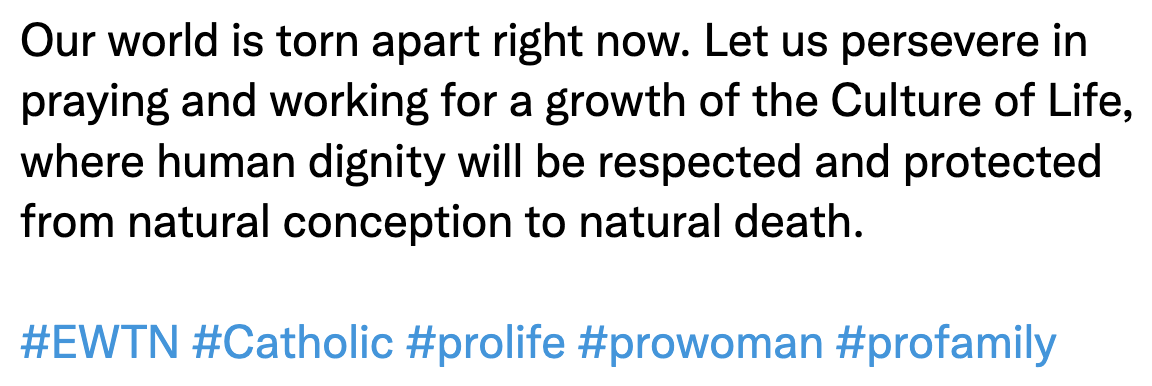 Our world is torn apart right now. Let us persevere in
praying and working for a growth of the Culture of Life,
where human dignity will be respected and protected
from natural conception to natural death.
#EWTN #Catholic #prolife #prowoman #profamily